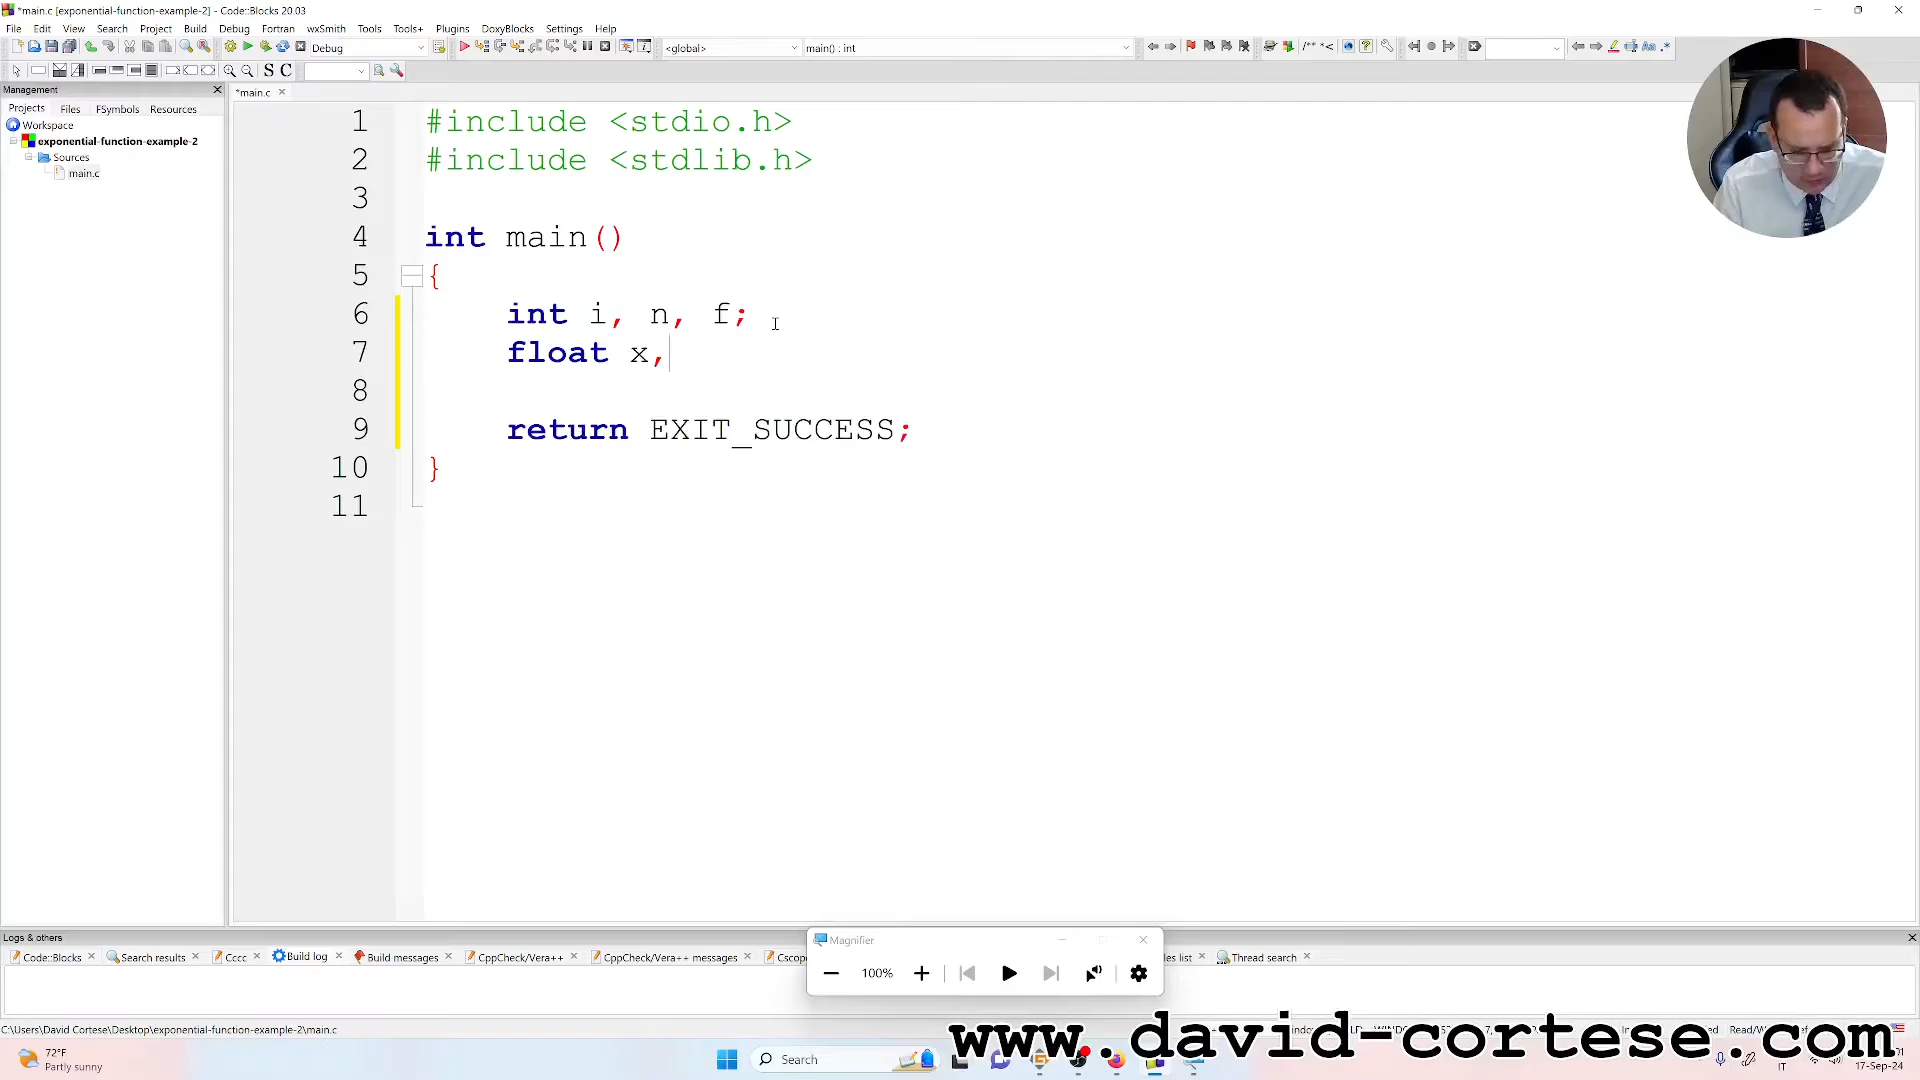 *main.c [exponential-function-example-2] - Code::Blocks 20.03
File Edit View Search Project Build Debug Fortran wxSmith Tools Tools+ Plugins DoxyBlocks Settings Help
Debug <global> main() : int
/** *<
S C
Management
*main.c
Projects Files FSymbols Resources
Workspace
exponential-function-example-2
Sources
main.c
1 #include <stdio.h>
2 #include <stdlib.h>
3
4 int main()
5 {
6 int i, n, f;
7 float x,
8
9 return EXIT_SUCCESS;
10 }
11
Logs & others
Code::Blocks Search results Cccc Build log Build messages CppCheck/Vera++ CppCheck/Vera++ messages Thread search
Magnifier
100%
C:\Users\David Cortese\Desktop\exponential-function-example-2\main.c
www.david-cortese.com
72°F
Partly sunny
Search
IT
17-Sep-24